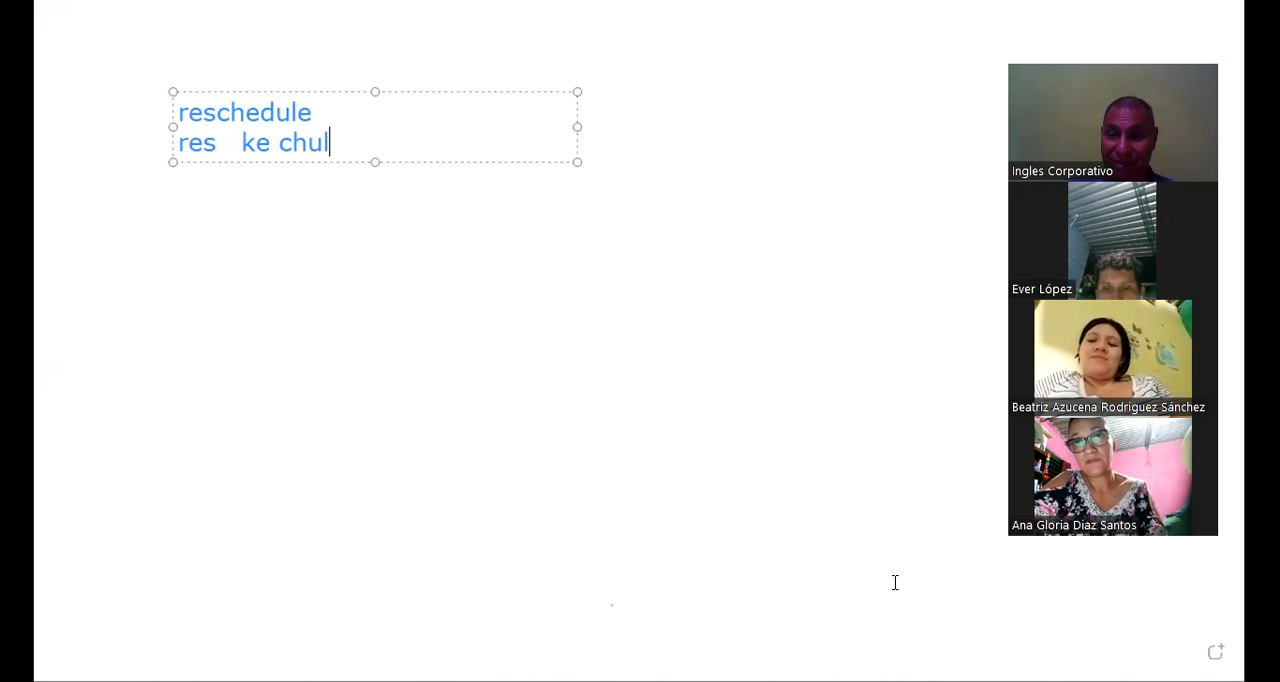 reschedule
res   ke chul
Ingles Corporativo
Ever López
Beatriz Azucena Rodriguez Sánchez
Ana Gloria Diaz Santos